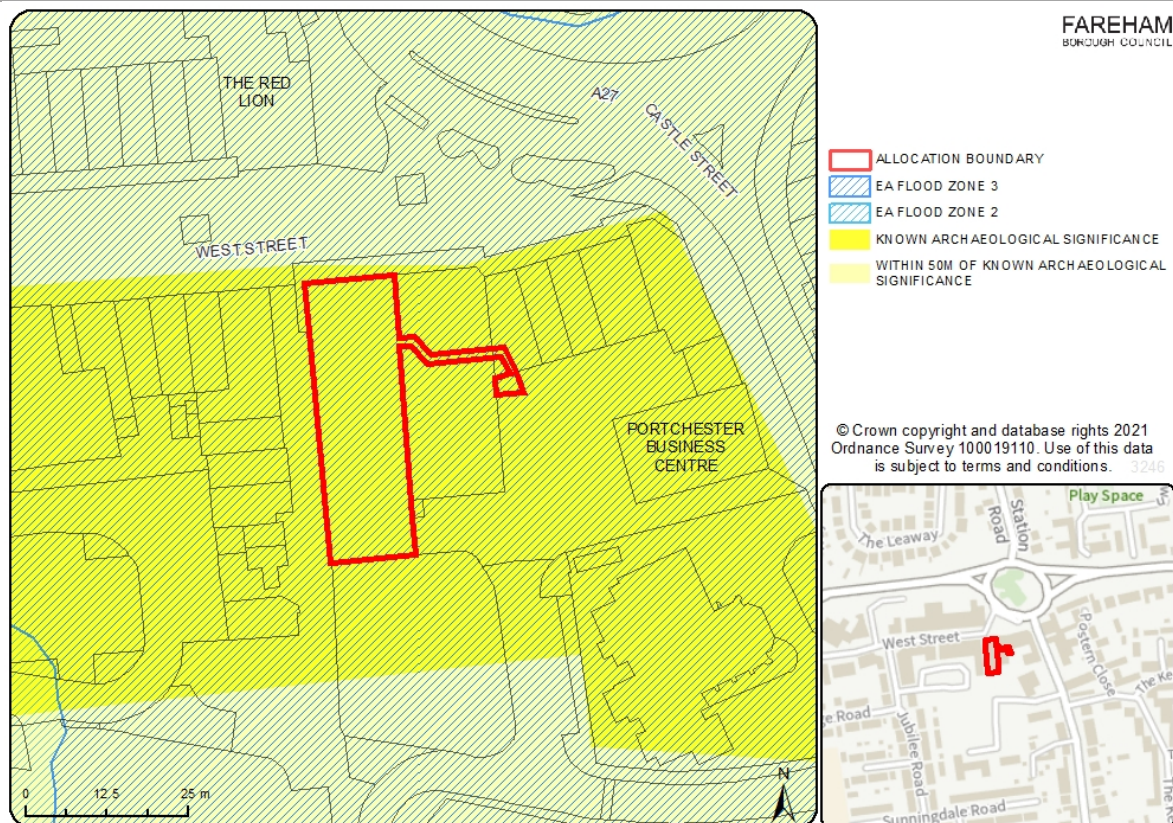 FAREHAM
BOROUGH COUNCIL
THE RED
LION
A27
CASTLE STREET
WEST STREET
PORTCHESTER
BUSINESS
CENTRE
0 12.5 25 m
N
ALLOCATION BOUNDARY
EA FLOOD ZONE 3
EA FLOOD ZONE 2
KNOWN ARCHAEOLOGICAL SIGNIFICANCE
WITHIN 50M OF KNOWN ARCHAEOLOGICAL
SIGNIFICANCE
© Crown copyright and database rights 2021
Ordnance Survey 100019110. Use of this data
is subject to terms and conditions. 3246
Play Space
Station
Road
The Leaway
West Street
Postern Close
Jubilee Road
Road
Sunningdale Road